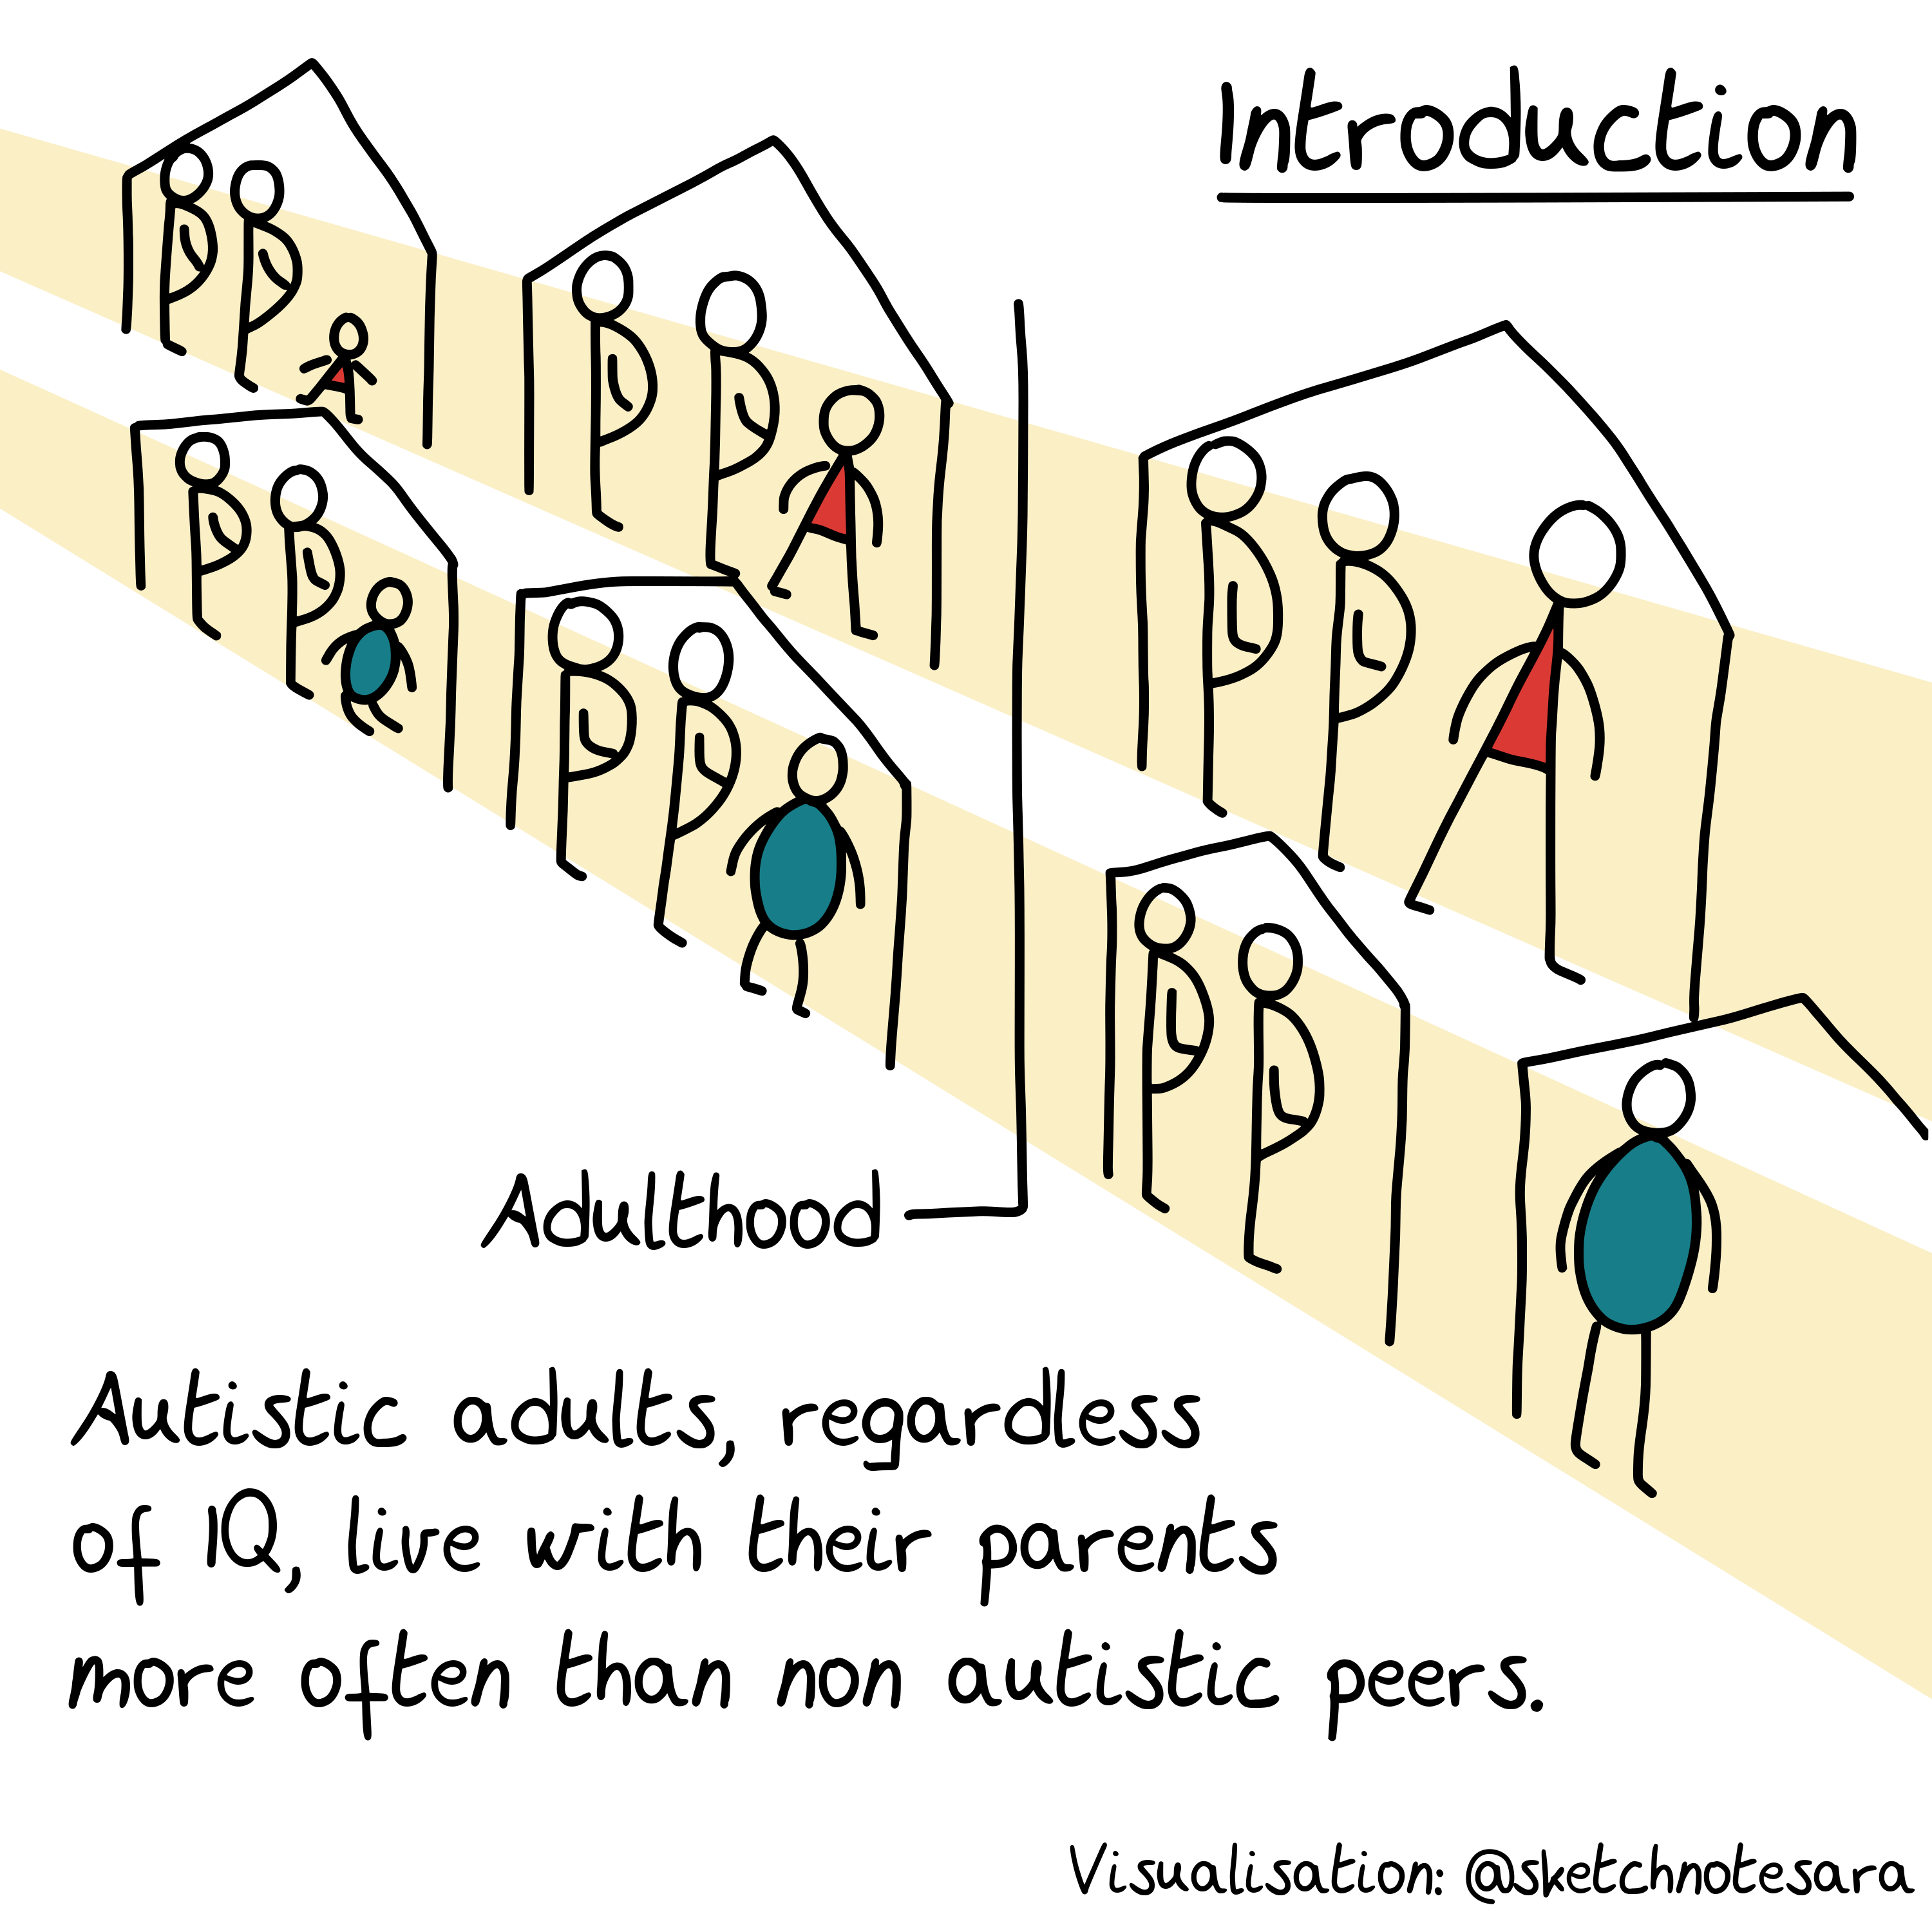 Introduction
Adulthood
Autistic adults, regardless
of IQ, live with their parents
more often than non autistic peers.
Visualisation: @sketchnotesara